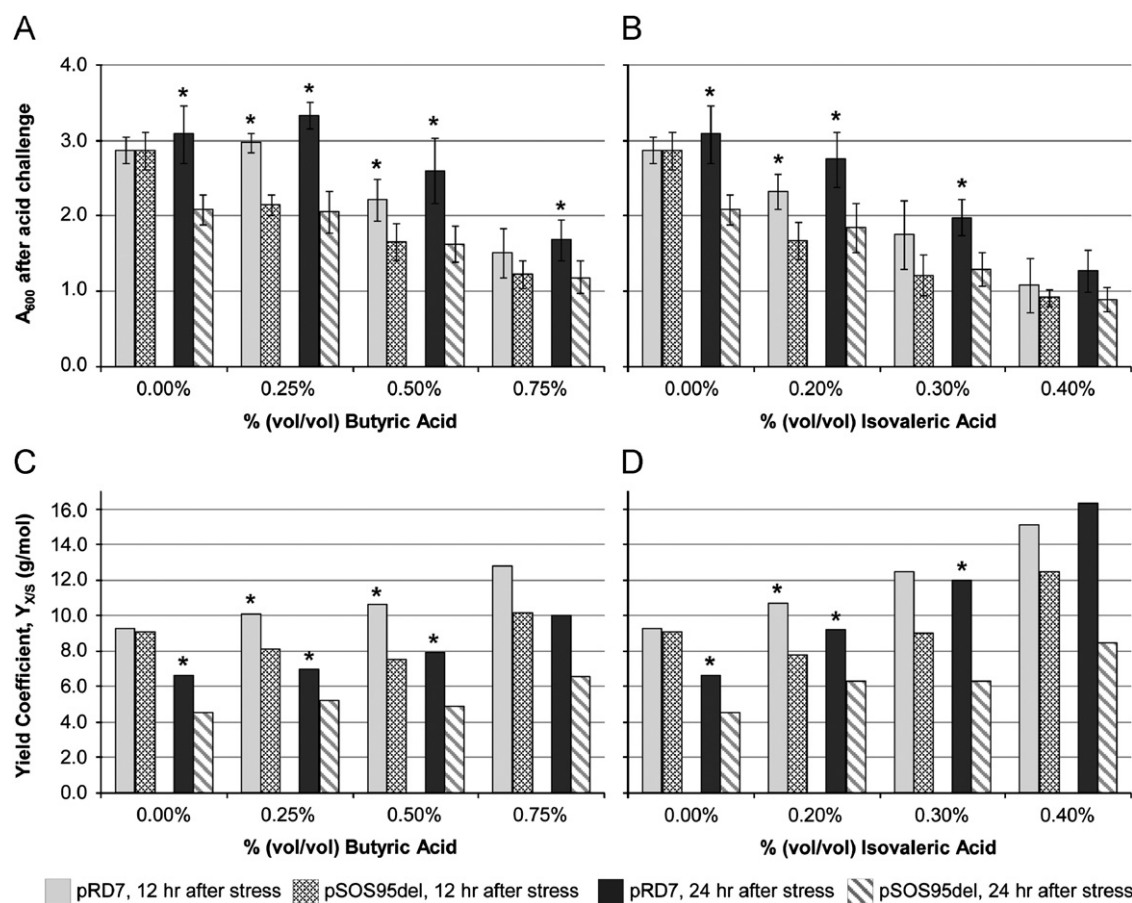 A
B
A600 after acid challenge
4.0
3.0
2.0
1.0
0.0
* * * * * *
* * * *
0.00% 0.25% 0.50% 0.75%
0.00% 0.20% 0.30% 0.40%
% (vol/vol) Butyric Acid
% (vol/vol) Isovaleric Acid
C
D
Yield Coefficient, YX/S (g/mol)
16.0
14.0
12.0
10.0
8.0
6.0
4.0
2.0
0.0
* * * * *
* * * *
0.00% 0.25% 0.50% 0.75%
0.00% 0.20% 0.30% 0.40%
% (vol/vol) Butyric Acid
% (vol/vol) Isovaleric Acid
pRD7, 12 hr after stress pSOS95del, 12 hr after stress pRD7, 24 hr after stress pSOS95del, 24 hr after stress